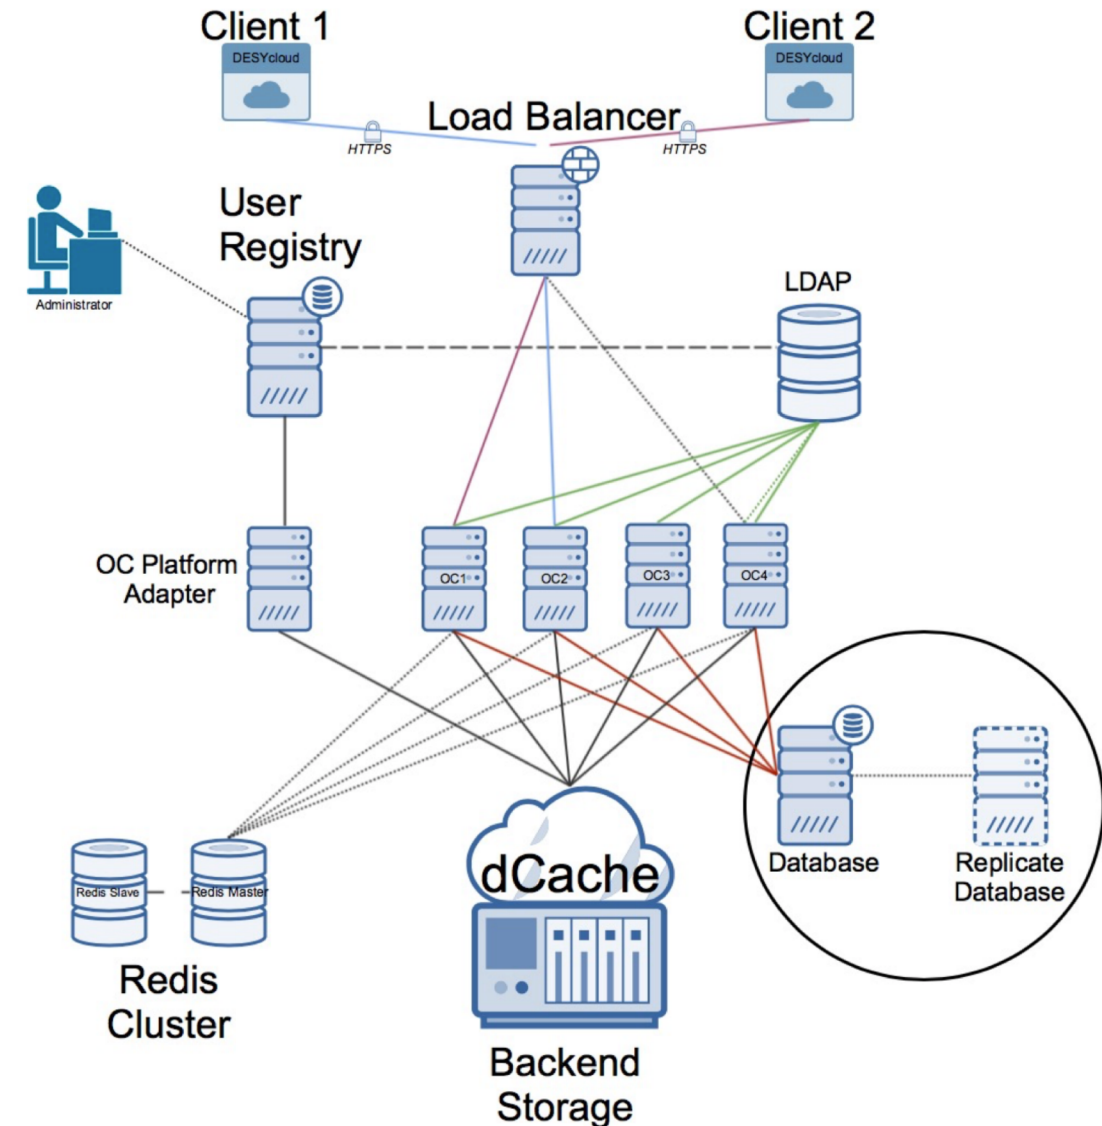 Client 1
Client 2
DESYcloud
DESYcloud
Load Balancer
HTTPS
HTTPS
User
Registry
Administrator
LDAP
OC Platform
Adapter
OC1
OC2
OC3
OC4
Database
Replicate
Database
dCache
Redis Slave
Redis Master
Redis
Cluster
Backend
Storage